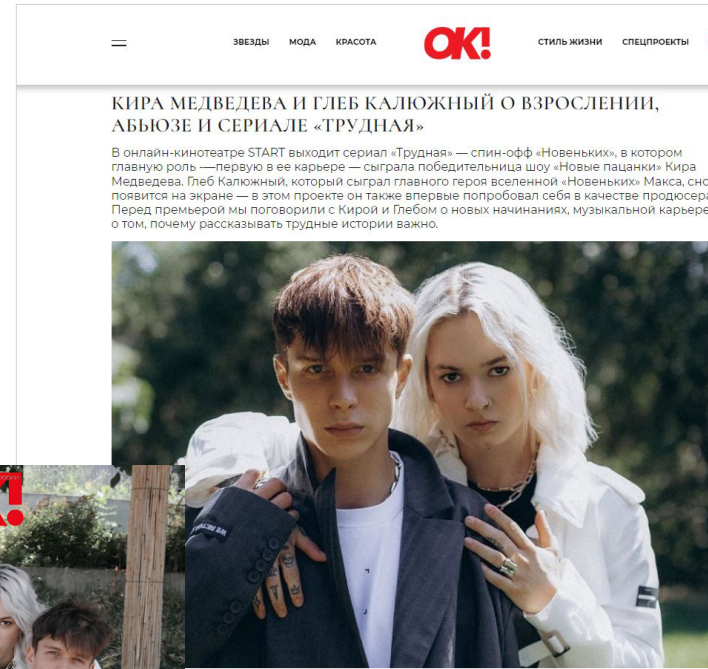 ЗВЕЗДЫ МОДА КРАСОТА OK! СТИЛЬ ЖИЗНИ СПЕЦПРОЕКТЫ
КИРА МЕДВЕДЕВА И ГЛЕБ КАЛЮЖНЫЙ О ВЗРОСЛЕНИИ,
АБЬЮЗЕ И СЕРИАЛЕ «ТРУДНАЯ»
В онлайн-кинотеатре START выходит сериал «Трудная» — спин-офф «Новеньких», в котором
главную роль -—первую в ее карьере — сыграла победительница шоу «Новые пацанки» Кира
Медведева. Глеб Калюжный, который сыграл главного героя вселенной «Новеньких» Макса, сно
появится на экране — в этом проекте он также впервые попробовал себя в качестве продюсера
Перед премьерой мы поговорили с Кирой и Глебом о новых начинаниях, музыкальной карьере
о том, почему рассказывать трудные истории важно.